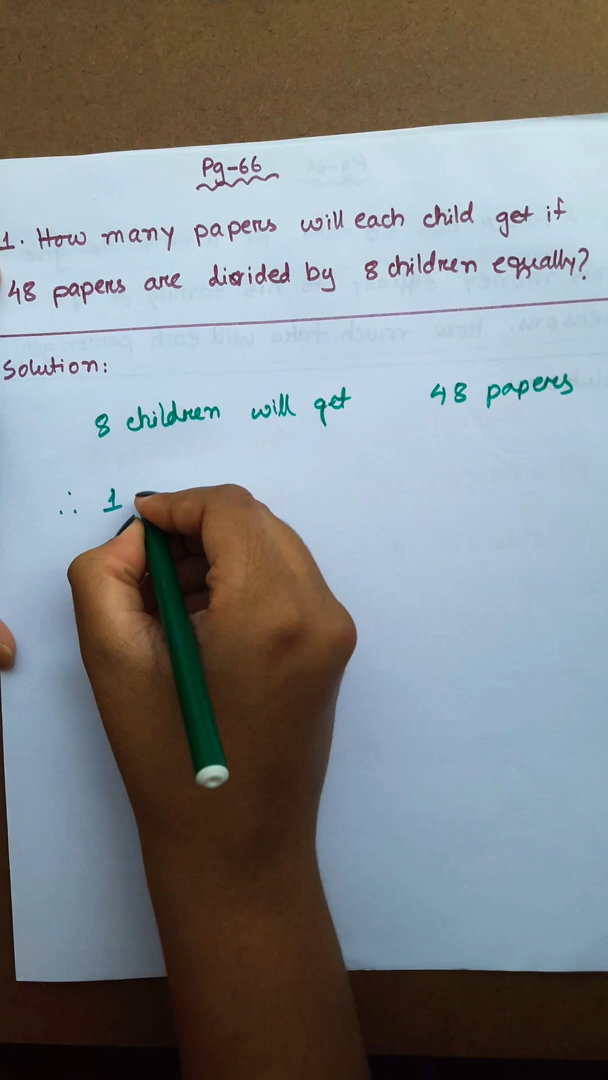 Pg-66
1. How many papers will each child get if
48 papers are divided by 8 children equally?
Solution:
8 children will get 48 papers
∴ 1